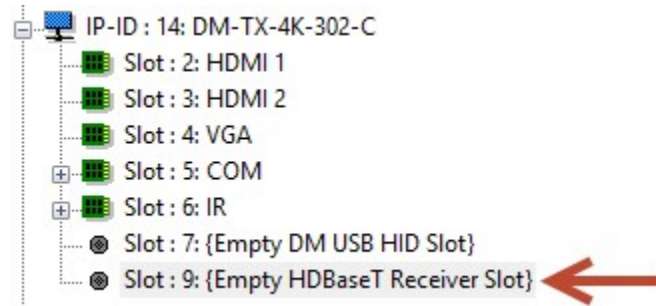 IP-ID : 14: DM-TX-4K-302-C
Slot : 2: HDMI 1
Slot : 3: HDMI 2
Slot : 4: VGA
Slot : 5: COM
Slot : 6: IR
Slot : 7: {Empty DM USB HID Slot}
Slot : 9: {Empty HDBaseT Receiver Slot}